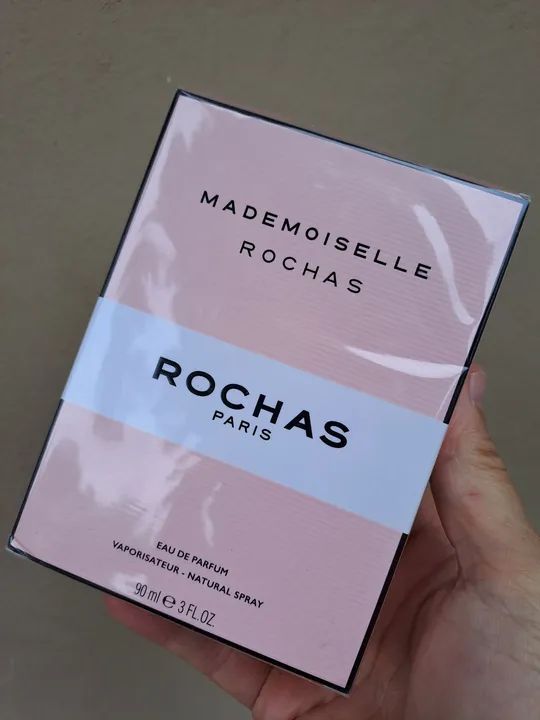 MADEMOISELLE
ROCHAS
ROCHAS
PARIS
EAU DE PARFUM
VAPORISATEUR - NATURAL SPRAY
90 ml ℮ 3 FL.OZ.